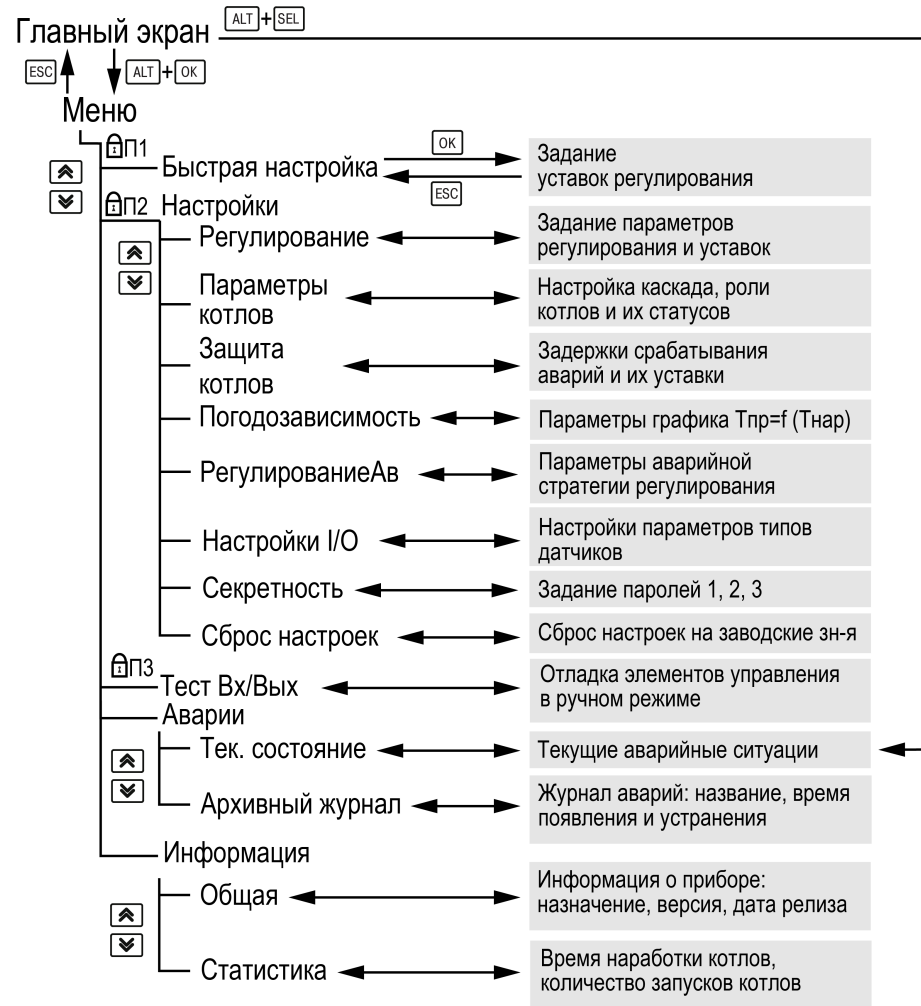 Главный экран
ALT+SEL
ESC
ALT+OK
Меню
П1
Быстрая настройка
OK
ESC
Задание
уставок регулирования
П2 Настройки
Регулирование
Задание параметров
регулирования и уставок
Параметры
котлов
Настройка каскада, роли
котлов и их статусов
Защита
котлов
Задержки срабатывания
аварий и их уставки
Погодозависимость
Параметры графика Тпр=f (Тнар)
РегулированиеАв
Параметры аварийной
стратегии регулирования
Настройки I/O
Настройки параметров типов
датчиков
Секретность
Задание паролей 1, 2, 3
Сброс настроек
Сброс настроек на заводские зн-я
П3
Тест Вх/Вых
Отладка элементов управления
в ручном режиме
Аварии
Тек. состояние
Текущие аварийные ситуации
Архивный журнал
Журнал аварий: название, время
появления и устранения
Информация
Общая
Информация о приборе:
назначение, версия, дата релиза
Статистика
Время наработки котлов,
количество запусков котлов